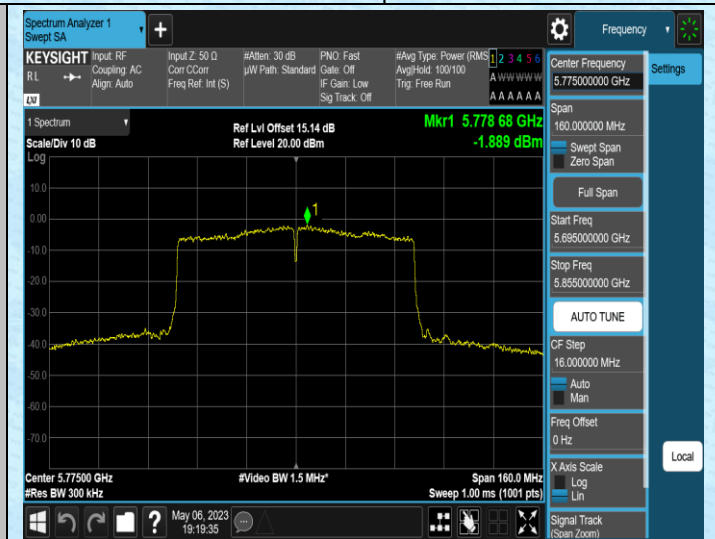 Spectrum Analyzer 1
Swept SA
+
Frequency
KEYSIGHT
RL
LXI
Input: RF
Coupling: AC
Align: Auto
Input Z: 50 Ω
Corr CCorr
Freq Ref: Int (S)
#Atten: 30 dB
µW Path: Standard
PNO: Fast
Gate: Off
IF Gain: Low
Sig Track: Off
#Avg Type: Power (RMS
Avg|Hold: 100/100
Trig: Free Run
1 2 3 4 5 6
A W W W W W
A A A A A A
1 Spectrum
Scale/Div 10 dB
Log
Ref Lvl Offset 15.14 dB
Ref Level 20.00 dBm
Mkr1 5.778 68 GHz
-1.889 dBm
10.0
0.00
-10.0
-20.0
-30.0
-40.0
-50.0
-60.0
-70.0
1
Center 5.77500 GHz
#Res BW 300 kHz
#Video BW 1.5 MHz*
Span 160.0 MHz
Sweep 1.00 ms (1001 pts)
Center Frequency
5.775000000 GHz
Settings
Span
160.000000 MHz
Swept Span
Zero Span
Full Span
Start Freq
5.695000000 GHz
Stop Freq
5.855000000 GHz
AUTO TUNE
CF Step
16.000000 MHz
Auto
Man
Freq Offset
0 Hz
X Axis Scale
Log
Lin
Signal Track
(Span Zoom)
Local
?
May 06, 2023
19:19:35